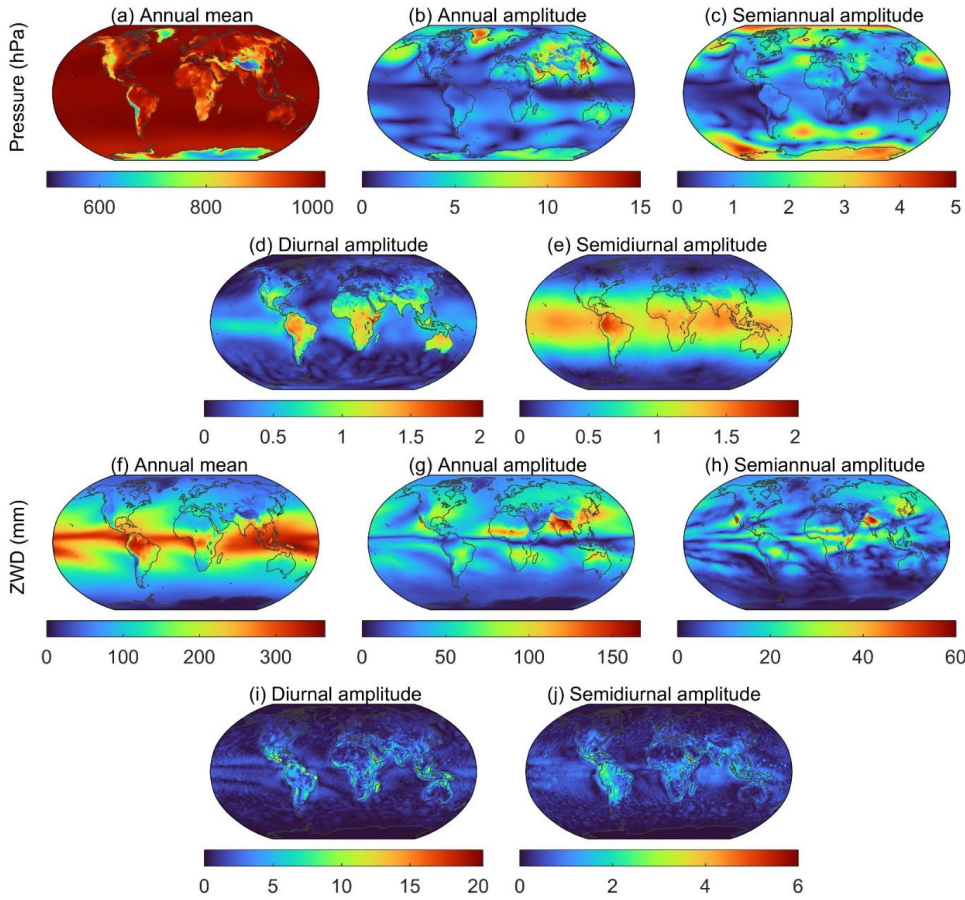 (a) Annual mean
(b) Annual amplitude
(c) Semiannual amplitude
Pressure (hPa)
600 800 1000
0 5 10 15
0 1 2 3 4 5
(d) Diurnal amplitude
(e) Semidiurnal amplitude
0 0.5 1 1.5 2
0 0.5 1 1.5 2
(f) Annual mean
(g) Annual amplitude
(h) Semiannual amplitude
ZWD (mm)
0 100 200 300
0 50 100 150
0 20 40 60
(i) Diurnal amplitude
(j) Semidiurnal amplitude
0 5 10 15 20
0 2 4 6